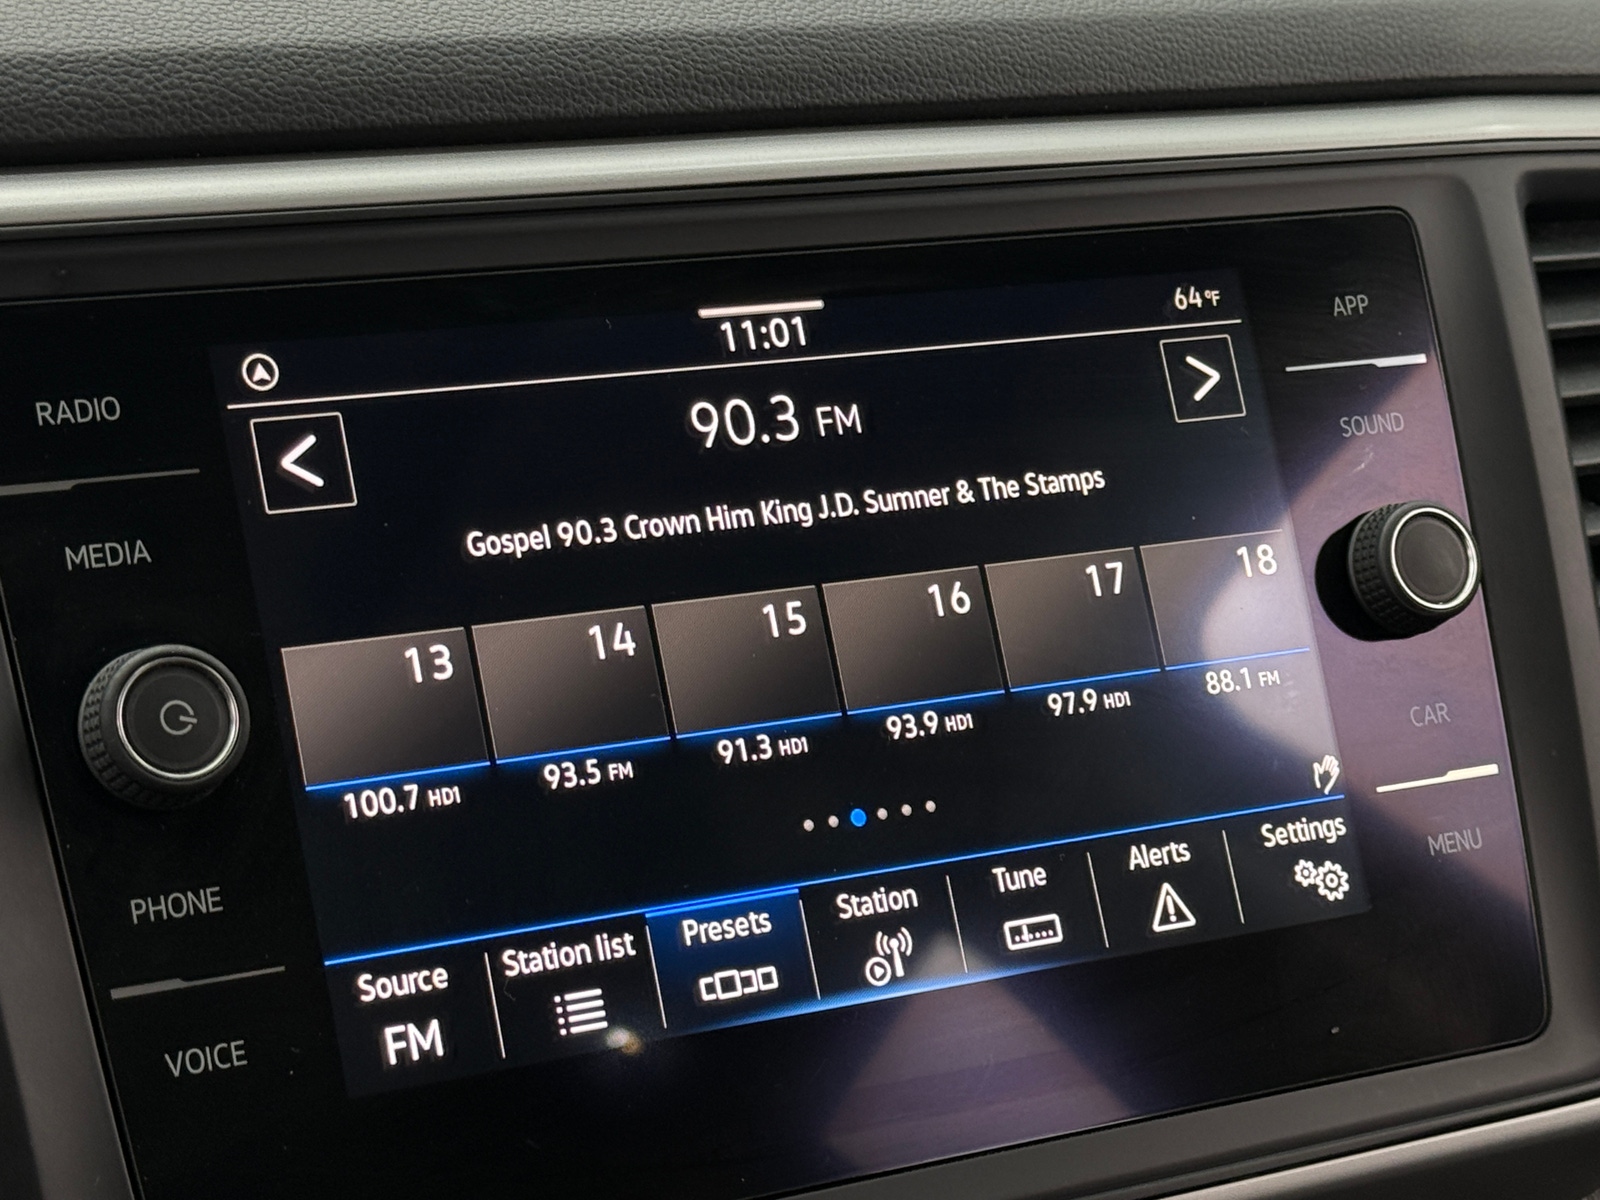 11:01
64°F
90.3 FM
Gospel 90.3 Crown Him King J.D. Sumner & The Stamps
13
14
15
16
17
18
100.7 HD1
93.5 FM
91.3 HD1
93.9 HD1
97.9 HD1
88.1 FM
Source
FM
Station list
Presets
Station
Tune
Alerts
Settings
RADIO
MEDIA
PHONE
VOICE
APP
SOUND
CAR
MENU